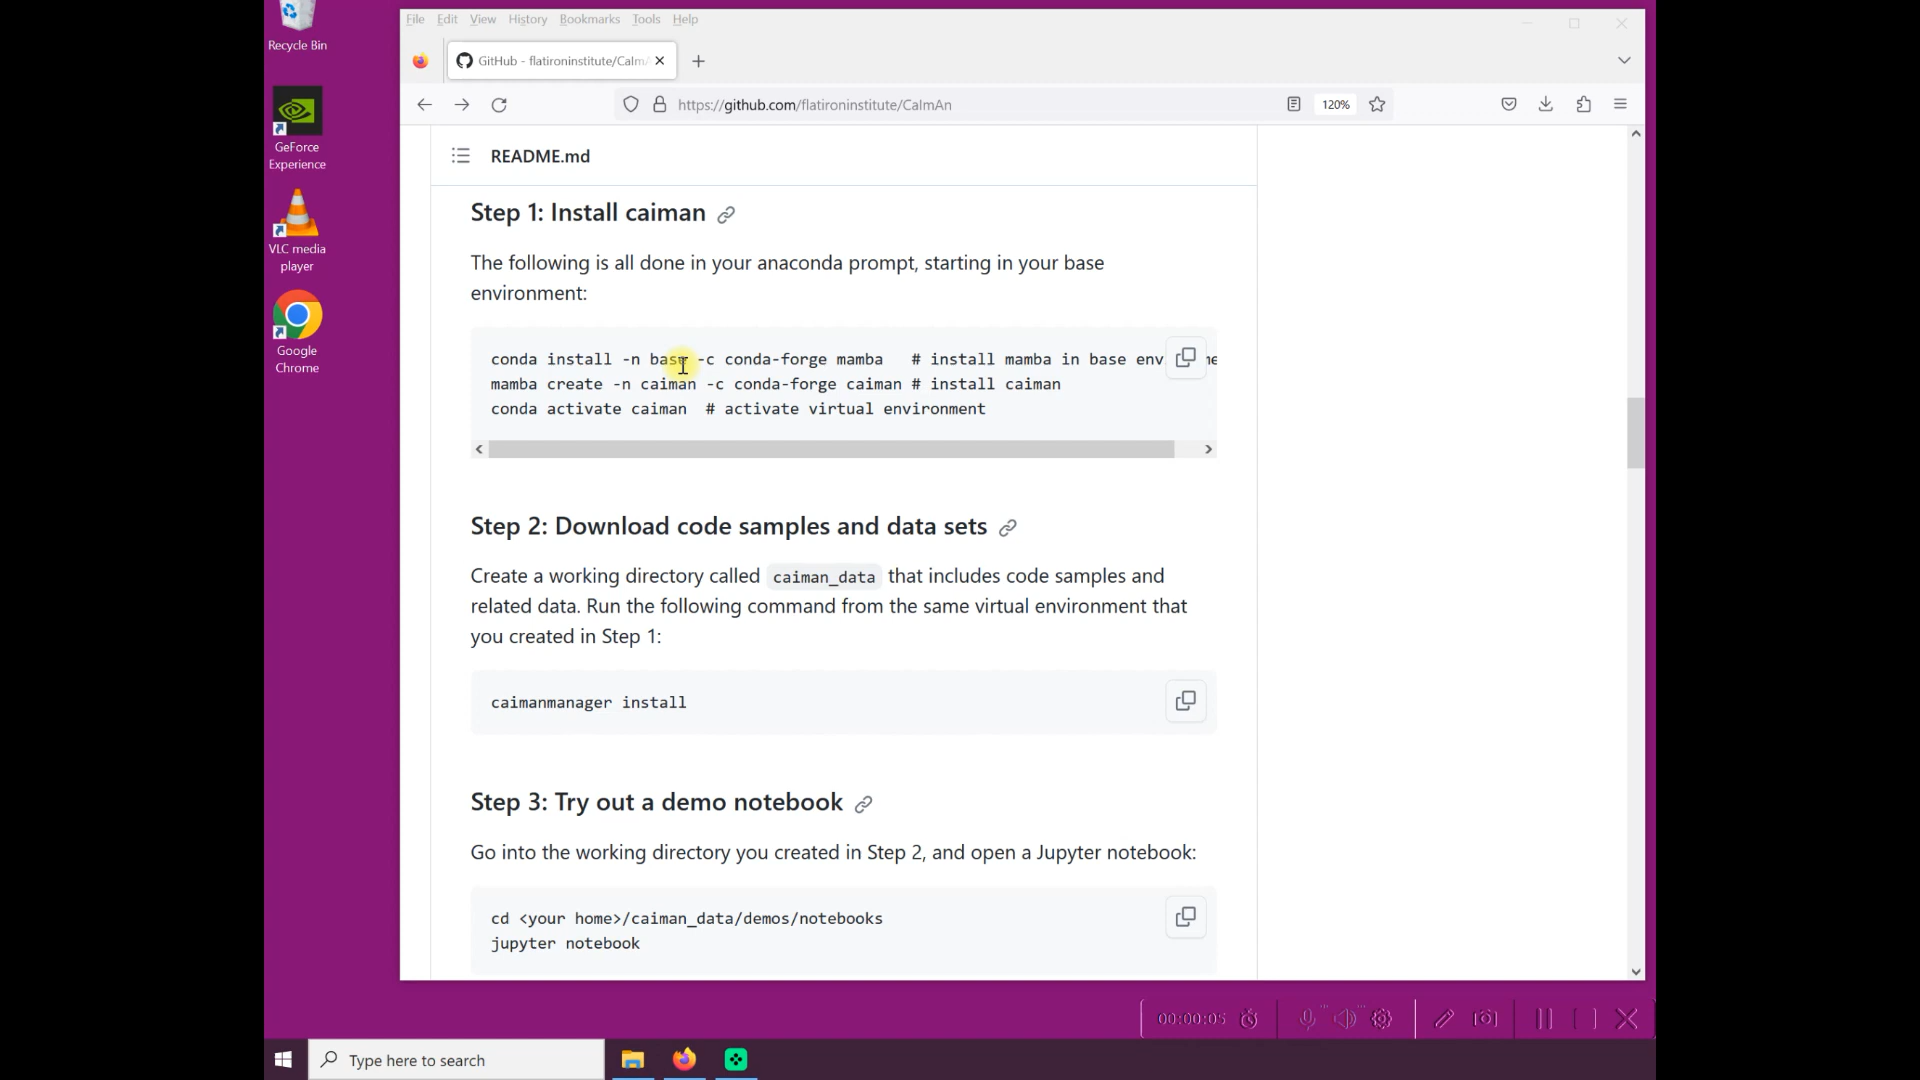 File Edit View History Bookmarks Tools Help
Recycle Bin
GitHub - flatironinstitute/CaImA
https://github.com/flatironinstitute/CaImAn
120%
GeForce
Experience
README.md
VLC media
player
Google
Chrome
Step 1: Install caiman
The following is all done in your anaconda prompt, starting in your base
environment:
conda install -n base -c conda-forge mamba # install mamba in base env
mamba create -n caiman -c conda-forge caiman # install caiman
conda activate caiman # activate virtual environment
Step 2: Download code samples and data sets
Create a working directory called caiman_data that includes code samples and
related data. Run the following command from the same virtual environment that
you created in Step 1:
caimanmanager install
Step 3: Try out a demo notebook
Go into the working directory you created in Step 2, and open a Jupyter notebook:
cd <your home>/caiman_data/demos/notebooks
jupyter notebook
00:00:05
Type here to search